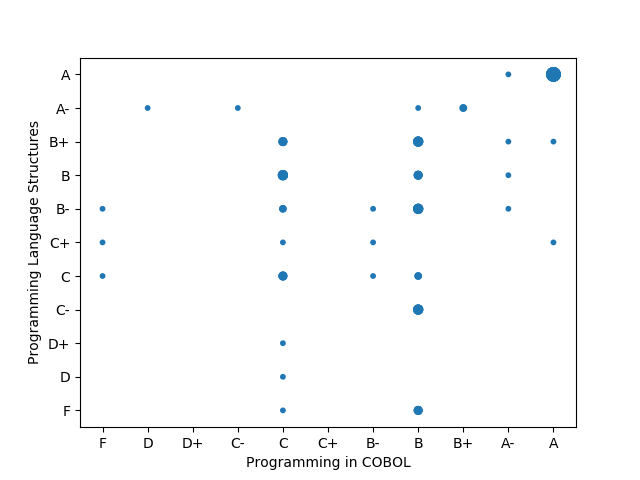 Programming Language Structures
A
A-
B+
B
B-
C+
C
C-
D+
D
F
F D D+ C- C C+ B- B B+ A- A
Programming in COBOL